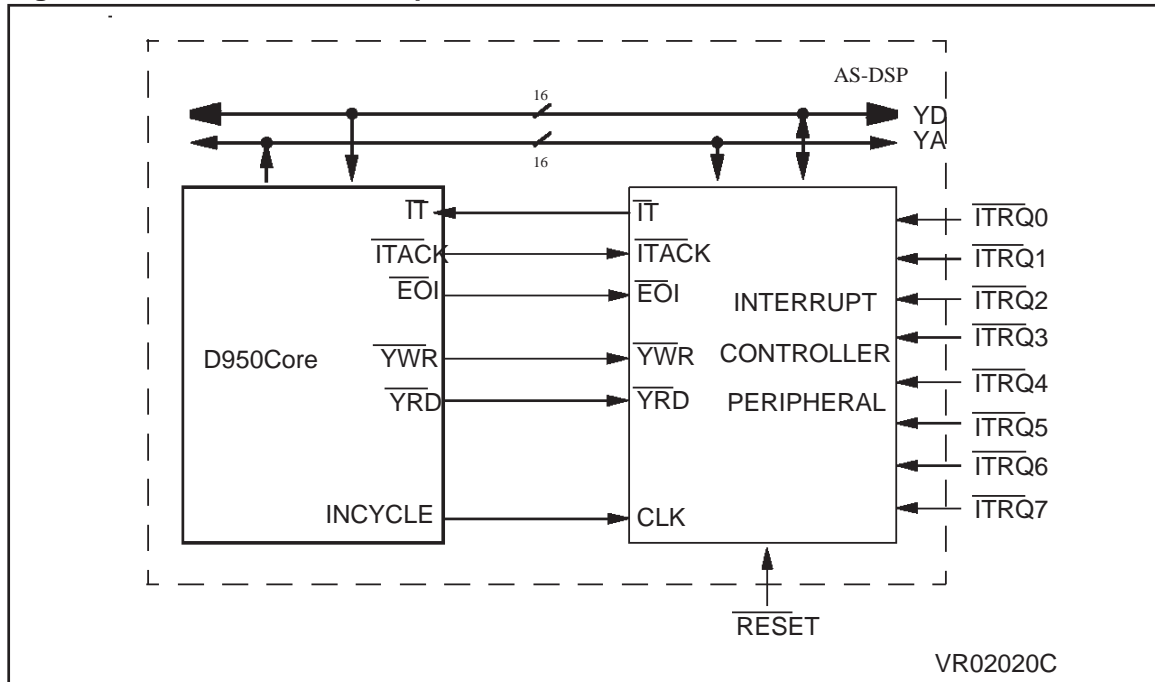 AS-DSP
16
YD
YA
16
IT
IT
ITRQ0
ITACK
ITACK
ITRQ1
EOI
EOI
INTERRUPT
ITRQ2
D950Core
YWR
YWR
CONTROLLER
ITRQ3
YRD
YRD
PERIPHERAL
ITRQ4
ITRQ5
ITRQ6
INCYCLE
CLK
ITRQ7
RESET
VR02020C